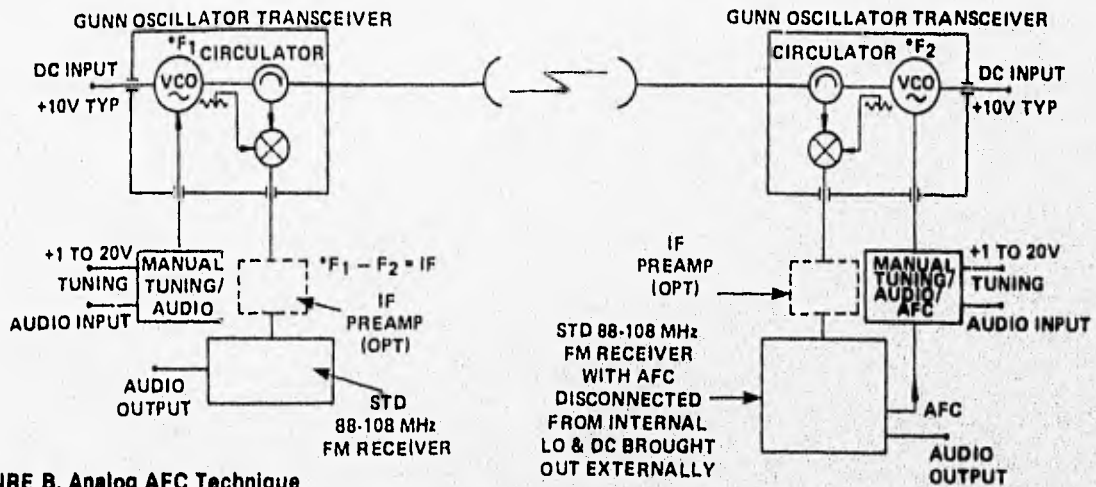 GUNN OSCILLATOR TRANSCEIVER
*F1
CIRCULATOR
DC INPUT
VCO
+10V TYP
+1 TO 20V
TUNING
MANUAL
TUNING/
AUDIO
AUDIO INPUT
*F1 - F2 = IF
IF
PREAMP
(OPT)
AUDIO
OUTPUT
STD
88-108 MHz
FM RECEIVER
GUNN OSCILLATOR TRANSCEIVER
CIRCULATOR
*F2
VCO
DC INPUT
+10V TYP
IF
PREAMP
(OPT)
MANUAL
TUNING/
AUDIO/
AFC
+1 TO 20V
TUNING
AUDIO INPUT
STD 88-108 MHz
FM RECEIVER
WITH AFC
DISCONNECTED
FROM INTERNAL
LO & DC BROUGHT
OUT EXTERNALLY
AFC
AUDIO
OUTPUT
URE B. Analog AFC Technique